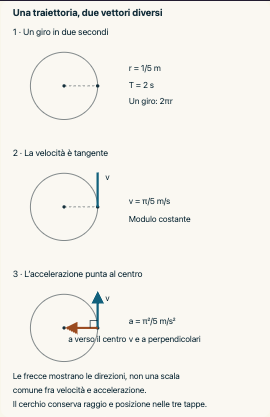 Una traiettoria, due vettori diversi
1 · Un giro in due secondi
r = 1/5 m
T = 2 s
Un giro: 2πr
2 · La velocità è tangente
v
v = π/5 m/s
Modulo costante
3 · L'accelerazione punta al centro
v
a = π²/5 m/s²
a verso il centro
v e a perpendicolari
Le frecce mostrano le direzioni, non una scala
comune fra velocità e accelerazione.
Il cerchio conserva raggio e posizione nelle tre tappe.